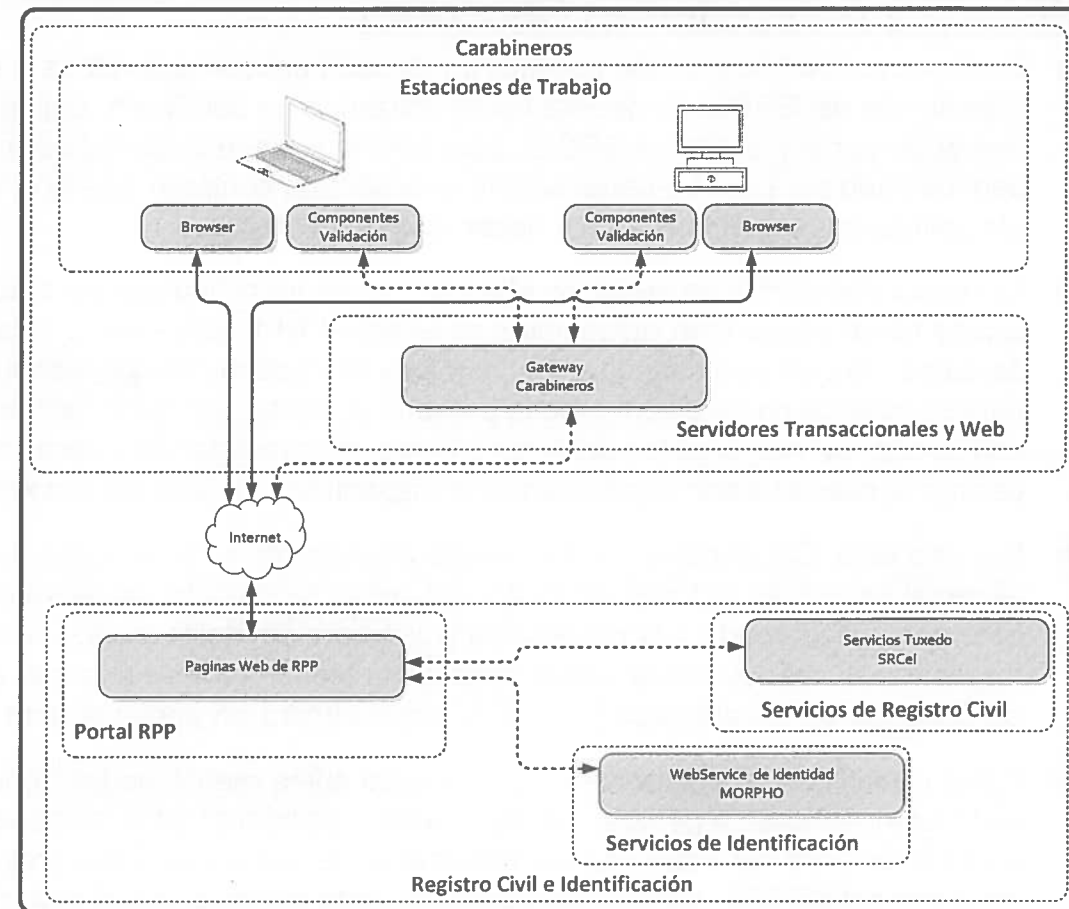 Carabineros
Estaciones de Trabajo
Browser
Componentes
Validación
Componentes
Validación
Browser
Gateway
Carabineros
Servidores Transaccionales y Web
Internet
Paginas Web de RPP
Portal RPP
Servicios Tuxedo
SRCeI
Servicios de Registro Civil
WebService de Identidad
MORPHO
Servicios de Identificación
Registro Civil e Identificación